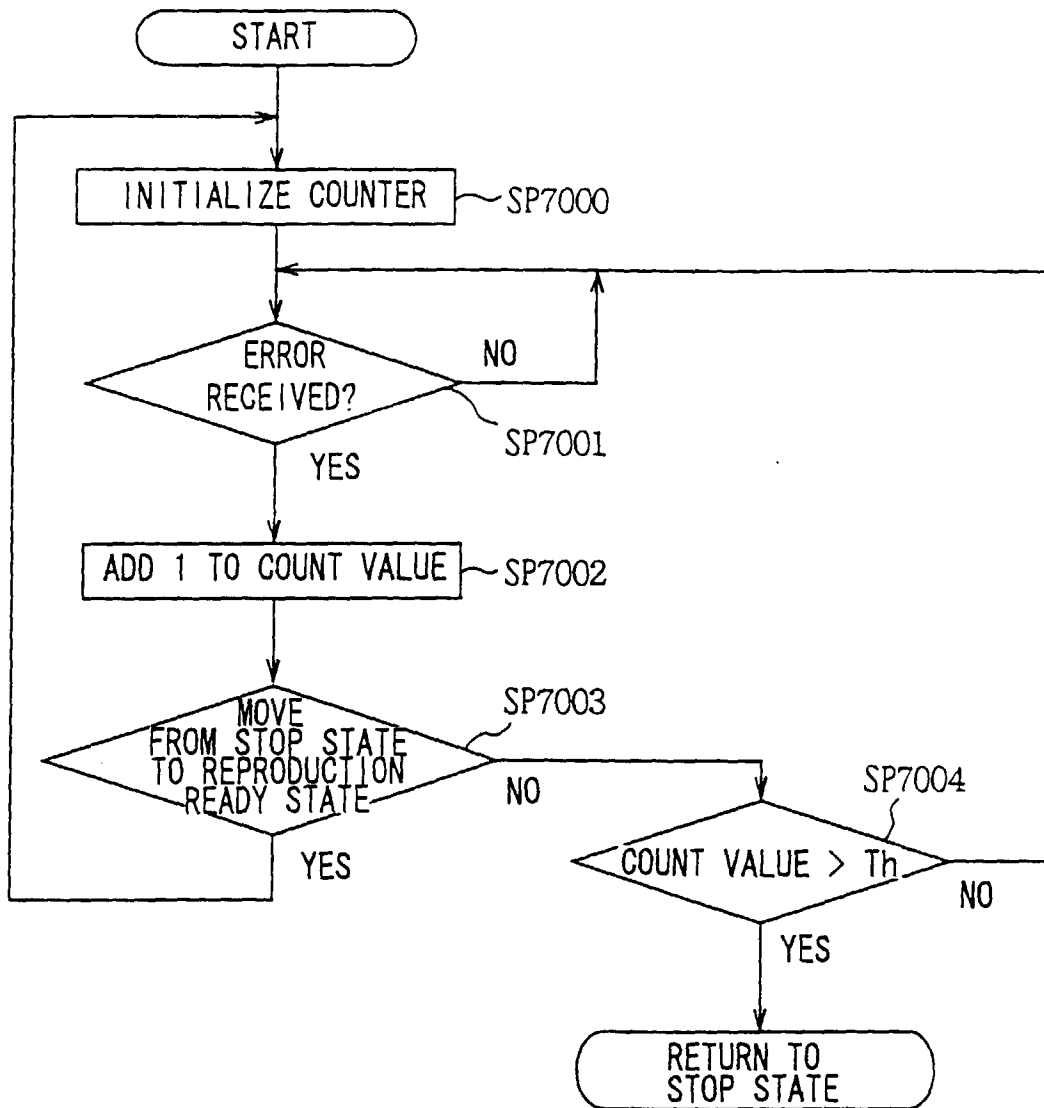 START
INITIALIZE COUNTER
SP7000
ERROR
RECEIVED?
NO
SP7001
YES
ADD 1 TO COUNT VALUE
SP7002
MOVE
FROM STOP STATE
TO REPRODUCTION
READY STATE
SP7003
NO
YES
SP7004
COUNT VALUE > Th
NO
YES
RETURN TO
STOP STATE